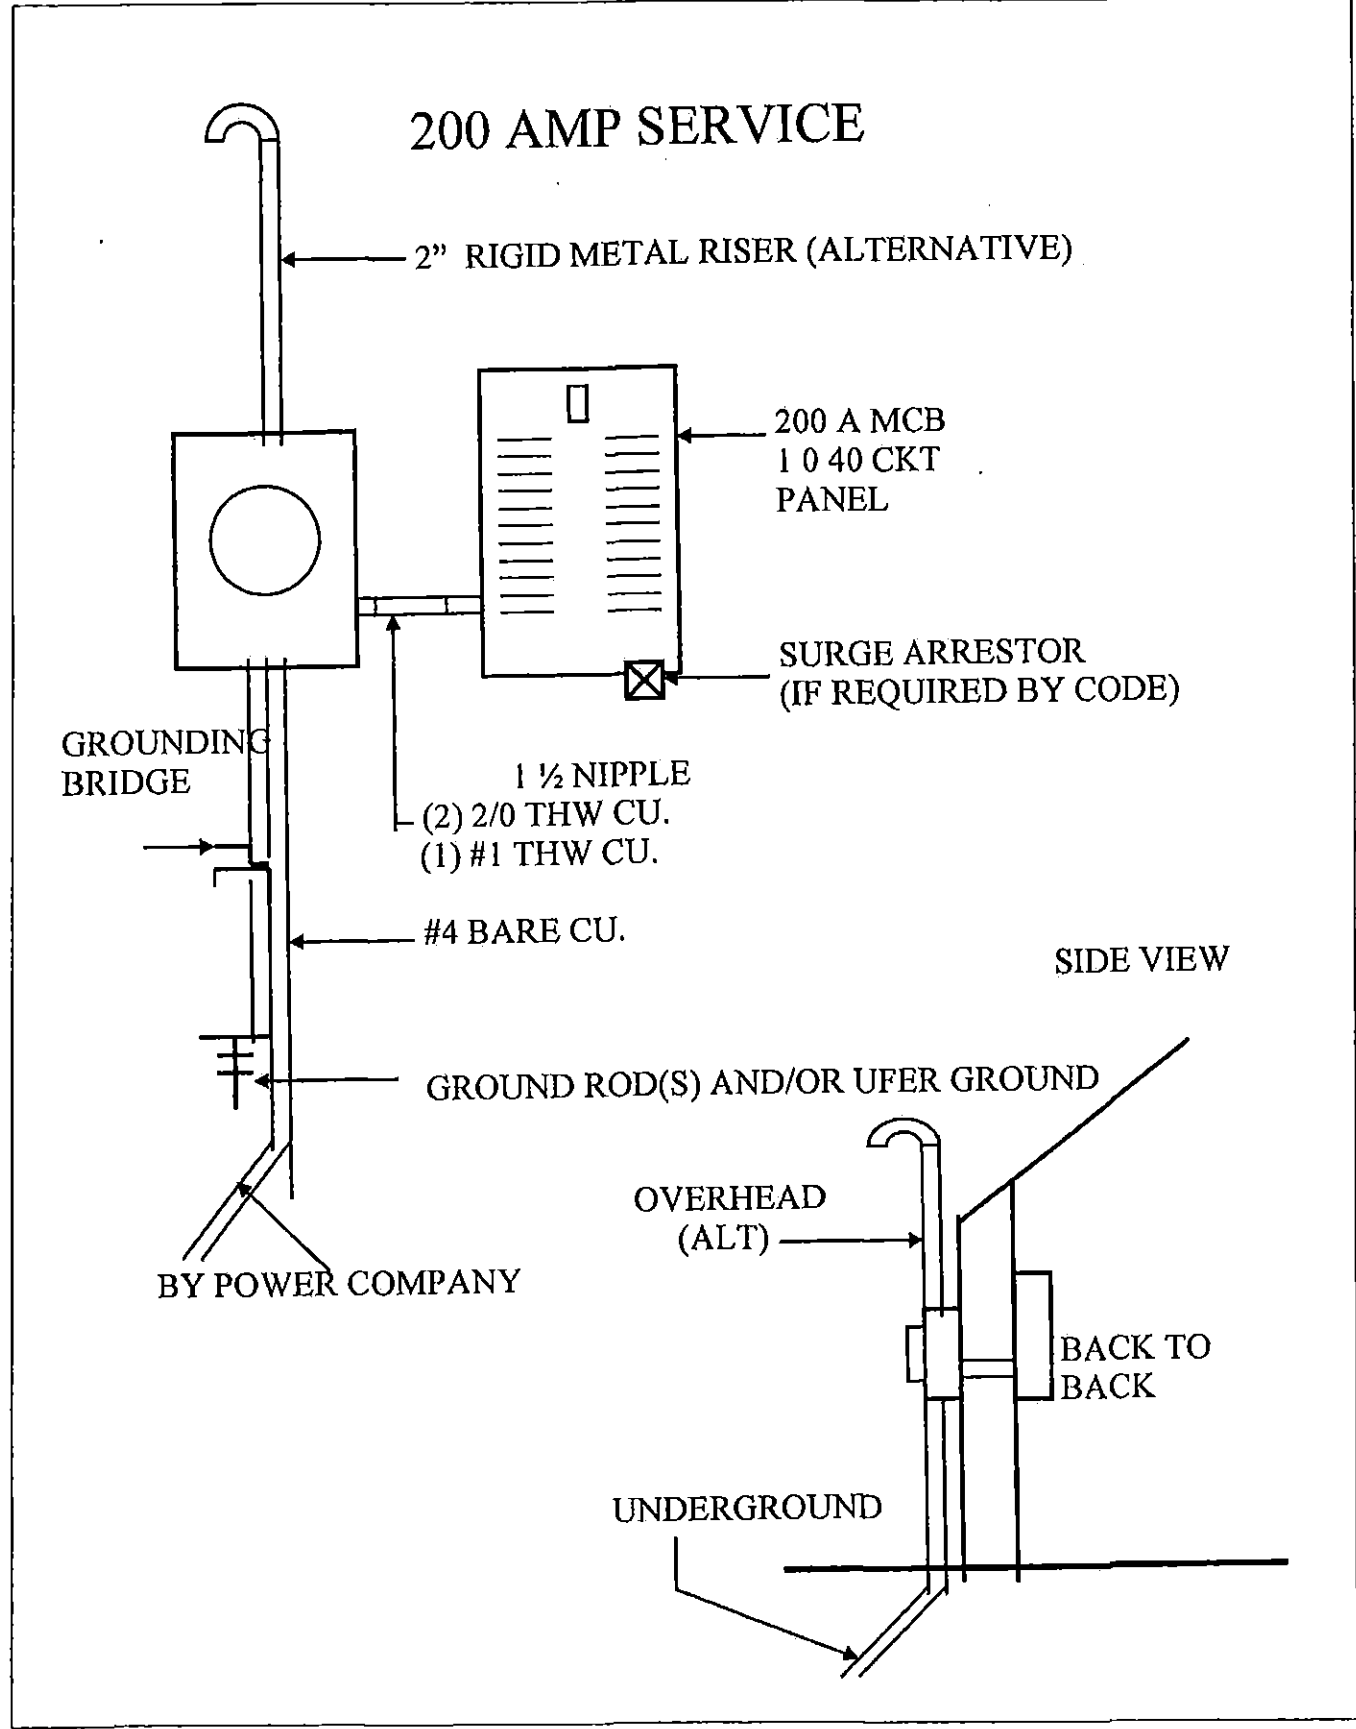 200 AMP SERVICE
2” RIGID METAL RISER (ALTERNATIVE)
200 A MCB
1 0 40 CKT
PANEL
SURGE ARRESTOR
(IF REQUIRED BY CODE)
GROUNDING
BRIDGE
1 ½ NIPPLE
(2) 2/0 THW CU.
(1) #1 THW CU.
#4 BARE CU.
SIDE VIEW
GROUND ROD(S) AND/OR UFER GROUND
OVERHEAD
(ALT)
BY POWER COMPANY
BACK TO
BACK
UNDERGROUND